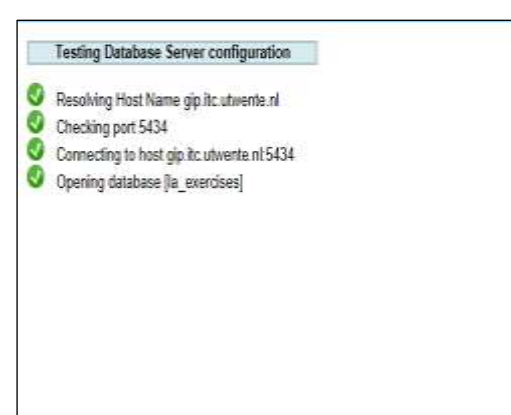 Testing Database Server configuration
Resolving Host Name gip.itc.utwente.nl
Checking port 5434
Connecting to host gip.itc.utwente.nl:5434
Opening database [la_exercises]